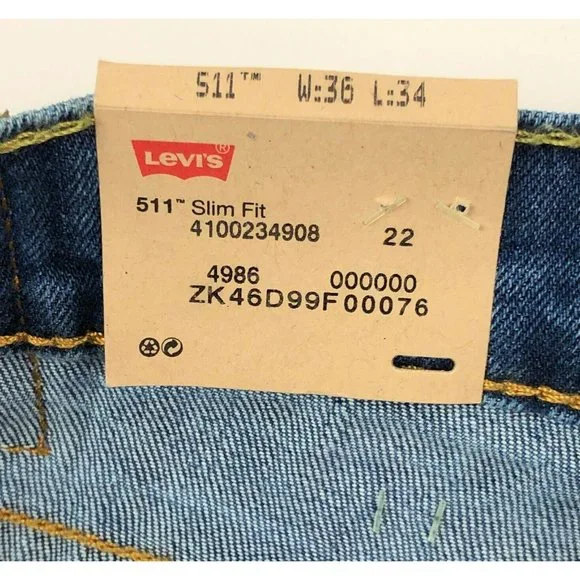 511™ W:36 L:34
LEVI'S®
511™ Slim Fit
4100234908 22
4986 000000
ZK46D99F00076